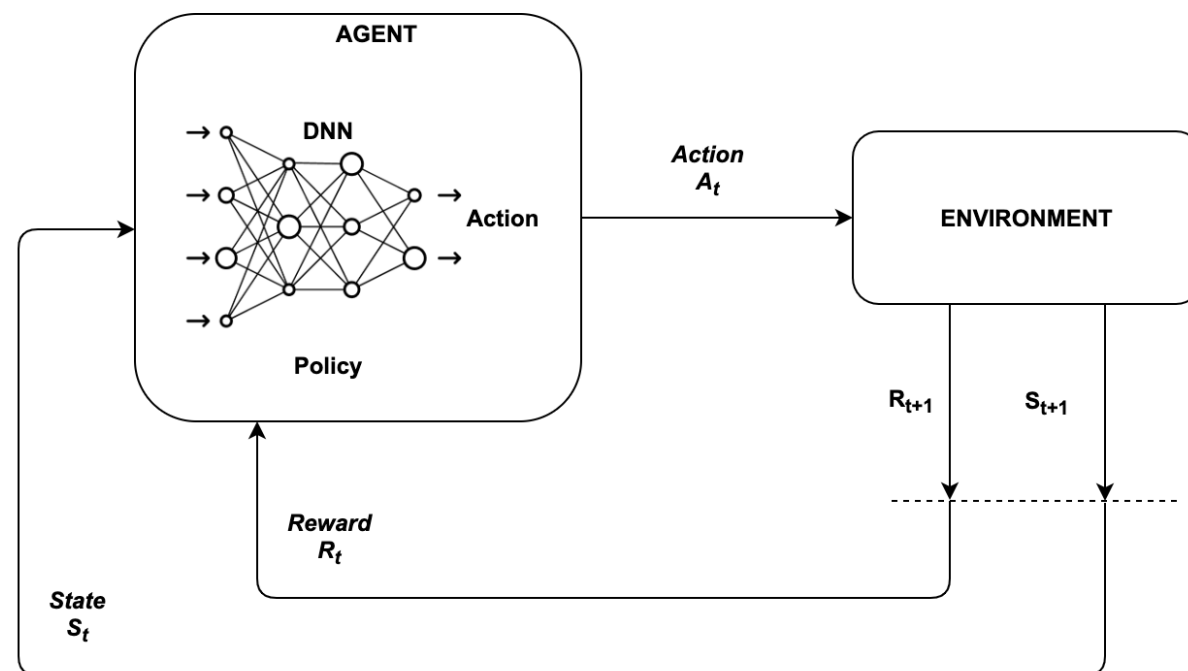 AGENT
DNN
Action
Policy
Action
A_t
ENVIRONMENT
R_t+1
S_t+1
Reward
R_t
State
S_t